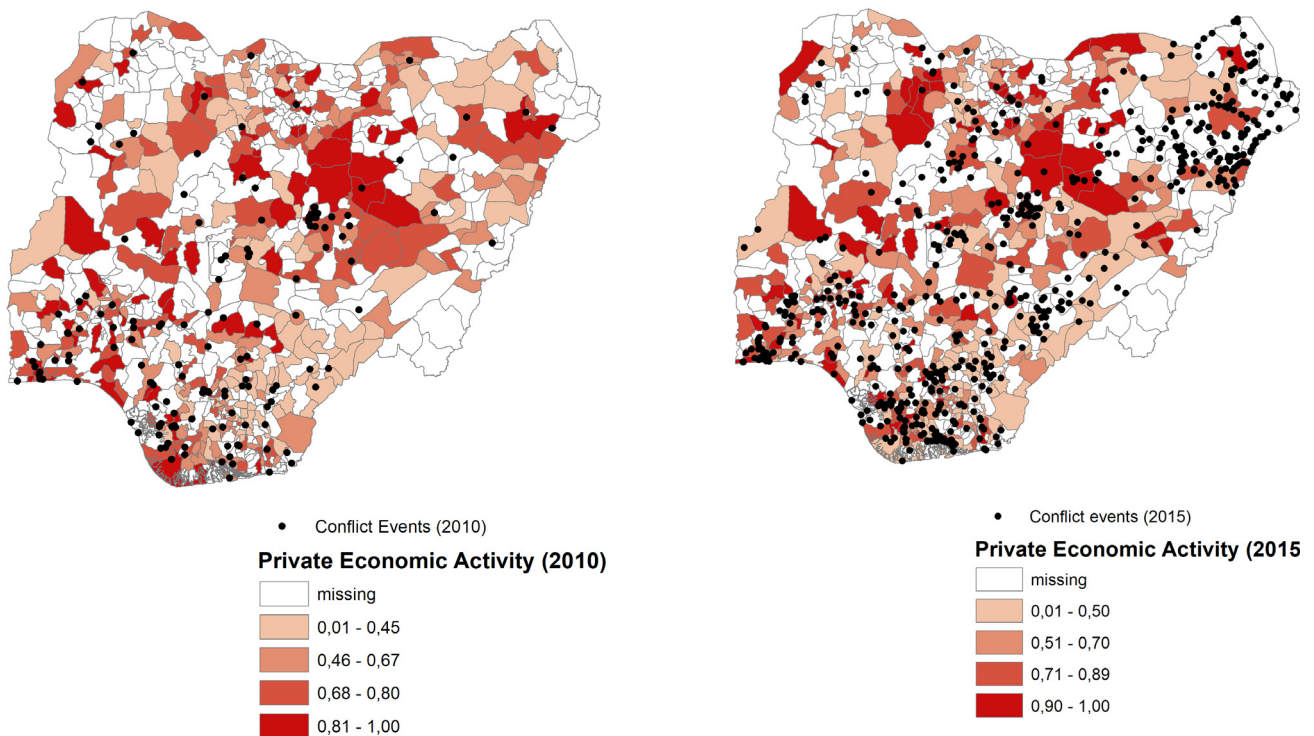 Conflict Events (2010)
Private Economic Activity (2010)
missing
0,01 - 0,45
0,46 - 0,67
0,68 - 0,80
0,81 - 1,00
Conflict events (2015)
Private Economic Activity (2015
missing
0,01 - 0,50
0,51 - 0,70
0,71 - 0,89
0,90 - 1,00